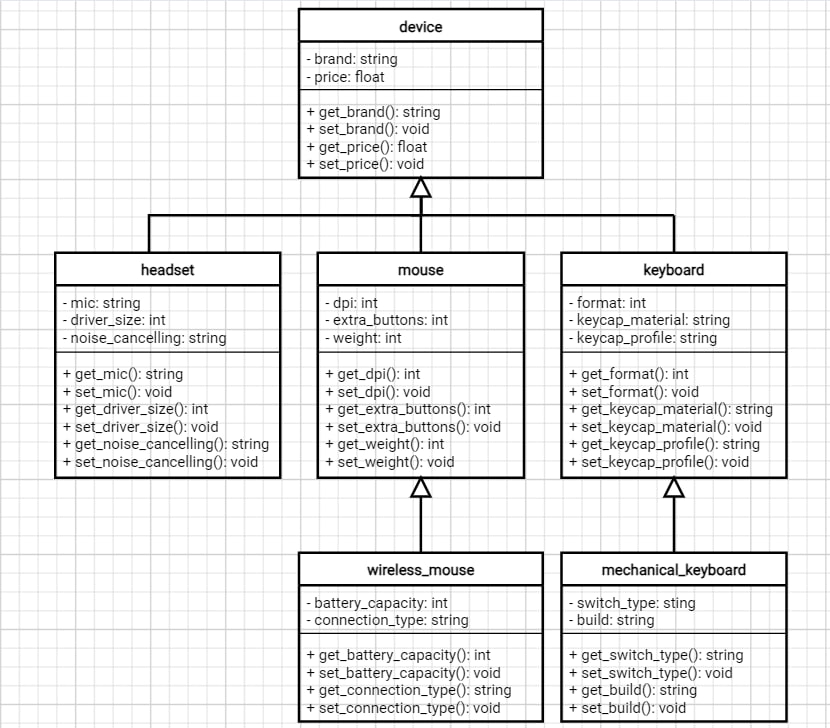 device
- brand: string
- price: float
+ get_brand(): string
+ set_brand(): void
+ get_price(): float
+ set_price(): void
headset
- mic: string
- driver_size: int
- noise_cancelling: string
+ get_mic(): string
+ set_mic(): void
+ get_driver_size(): int
+ set_driver_size(): void
+ get_noise_cancelling(): string
+ set_noise_cancelling(): void
mouse
- dpi: int
- extra_buttons: int
- weight: int
+ get_dpi(): int
+ set_dpi(): void
+ get_extra_buttons(): int
+ set_extra_buttons(): void
+ get_weight(): int
+ set_weight(): void
keyboard
- format: int
- keycap_material: string
- keycap_profile: string
+ get_format(): int
+ set_format(): void
+ get_keycap_material(): string
+ set_keycap_material(): void
+ get_keycap_profile(): string
+ set_keycap_profile(): void
wireless_mouse
- battery_capacity: int
- connection_type: string
+ get_battery_capacity(): int
+ set_battery_capacity(): void
+ get_connection_type(): string
+ set_connection_type(): void
mechanical_keyboard
- switch_type: sting
- build: string
+ get_switch_type(): string
+ set_switch_type(): void
+ get_build(): string
+ set_build(): void